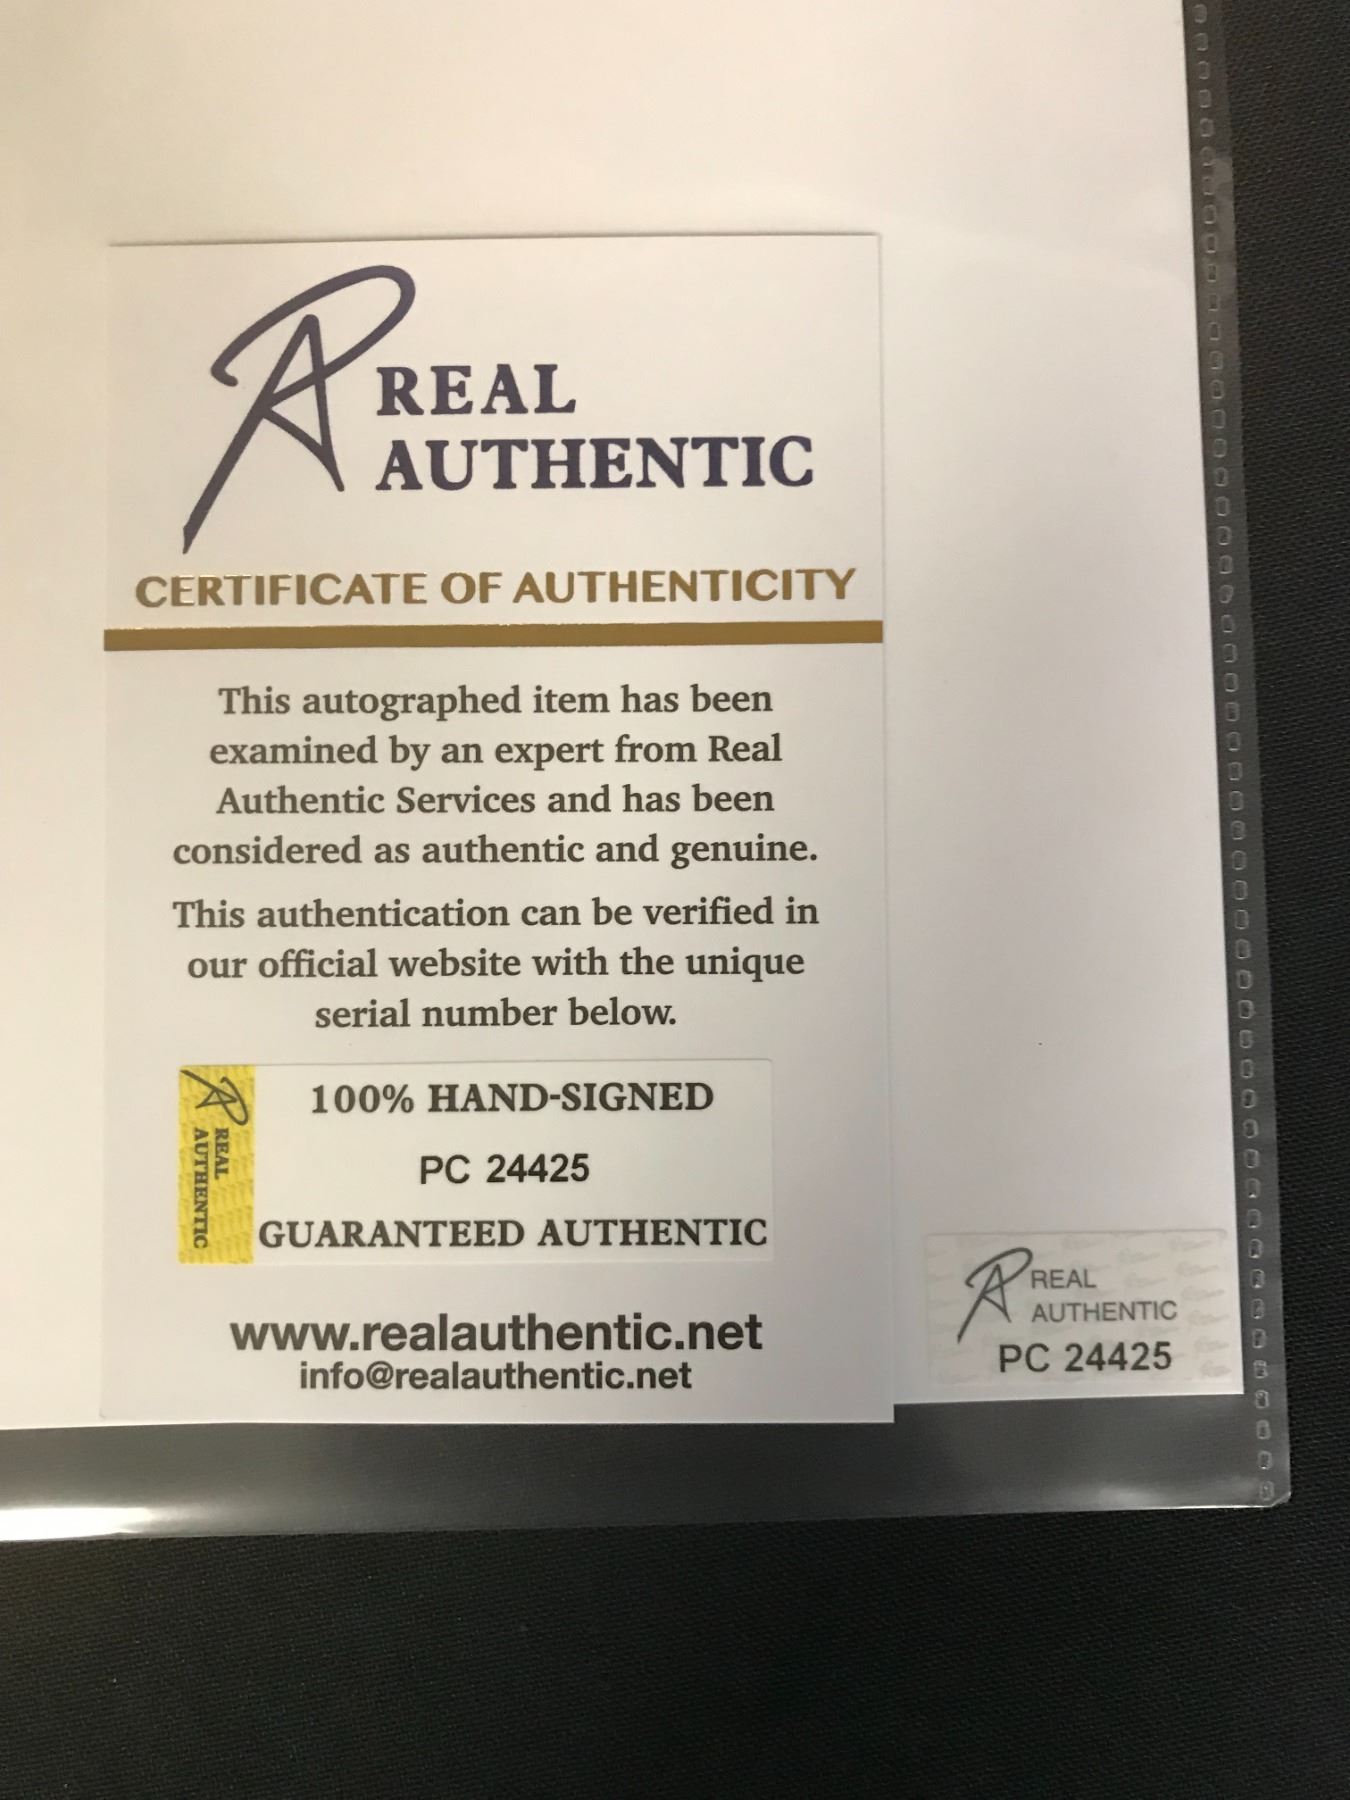 REAL
AUTHENTIC
CERTIFICATE OF AUTHENTICITY
This autographed item has been
examined by an expert from Real
Authentic Services and has been
considered as authentic and genuine.
This authentication can be verified in
our official website with the unique
serial number below.
REAL
AUTHENTIC
100% HAND-SIGNED
PC 24425
GUARANTEED AUTHENTIC
www.realauthentic.net
info@realauthentic.net
REAL
AUTHENTIC
PC 24425